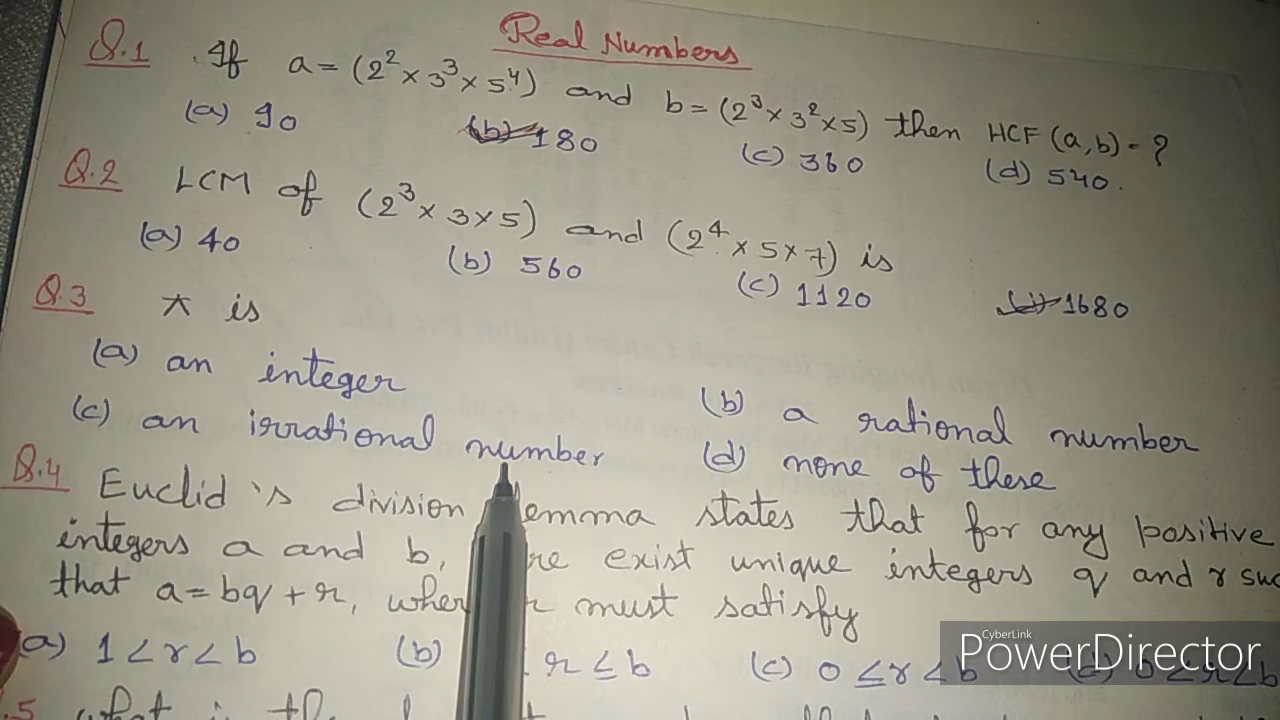 Real Numbers
Q.1 If a = (2² × 3³ × 5⁴) and b = (2³ × 3² × 5) then HCF (a,b) = ?
(a) 90 (b) 180 (c) 360 (d) 540.
Q.2 LCM of (2³ × 3 × 5) and (2⁴ × 5 × 7) is
(a) 40 (b) 560 (c) 1120 1680
Q.3 π is
(a) an integer (b) a rational number
(c) an irrational number (d) none of these
Q.4 Euclid's division lemma states that for any positive
integers a and b, exist unique integers q and r
that a = bq + r, must satisfy
(a) 1 < r < b (b) r ≤ b (c) 0 ≤ r < b (d) 0 < r < b
.5
CyberLink
PowerDirector